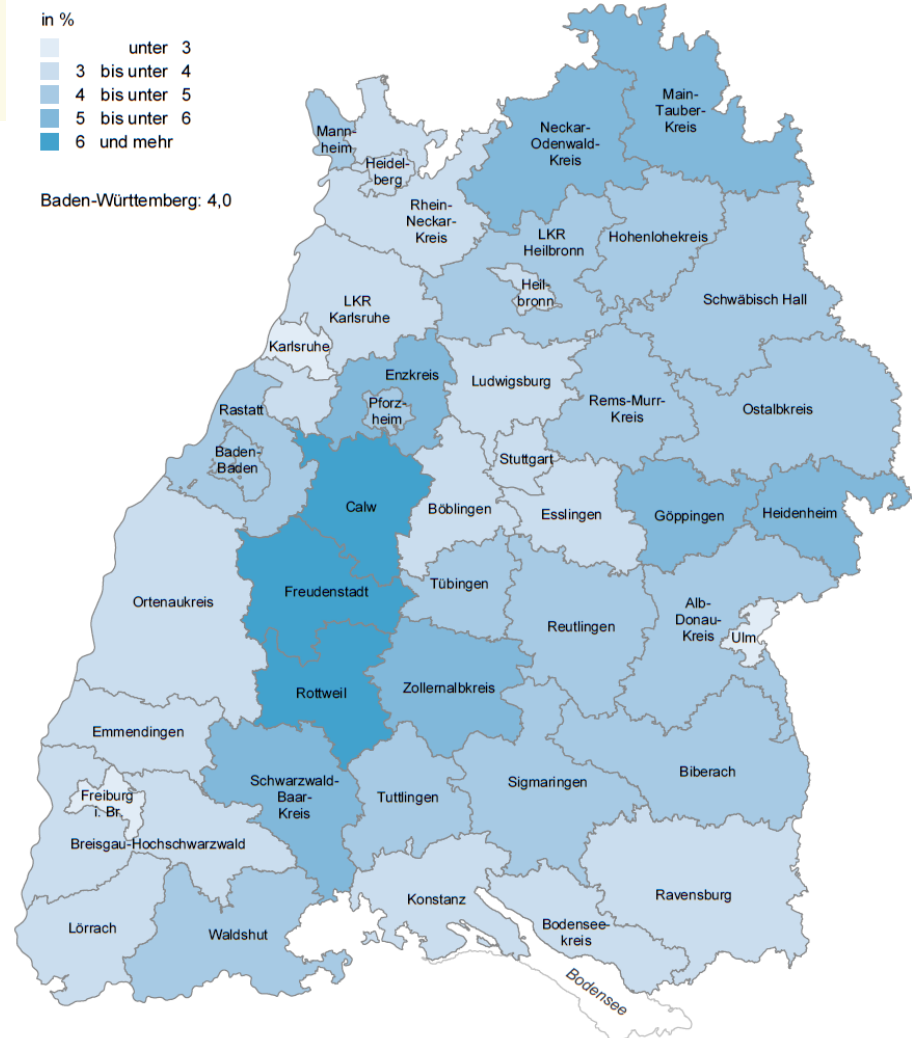 in %
unter 3
3 bis unter 4
4 bis unter 5
5 bis unter 6
6 und mehr
Baden-Württemberg: 4,0
Main-
Tauber-
Kreis
Neckar-
Odenwald-
Kreis
Mann-
heim
Heidel-
berg
Rhein-
Neckar-
Kreis
LKR
Heilbronn
Hohenlohekreis
Heil-
bronn
Schwäbisch Hall
LKR
Karlsruhe
Karlsruhe
Enzkreis
Ludwigsburg
Pforz-
heim
Rems-Murr-
Kreis
Ostalbkreis
Rastatt
Baden-
Baden
Stuttgart
Calw
Böblingen
Esslingen
Göppingen
Heidenheim
Tübingen
Freudenstadt
Ortenaukreis
Reutlingen
Alb-
Donau-
Kreis
Ulm
Rottweil
Zollernalbkreis
Emmendingen
Schwarzwald-
Baar-
Kreis
Tuttlingen
Sigmaringen
Biberach
Freiburg
i. Br.
Breisgau-Hochschwarzwald
Konstanz
Ravensburg
Lörrach
Waldshut
Bodensee-
kreis
Bodensee